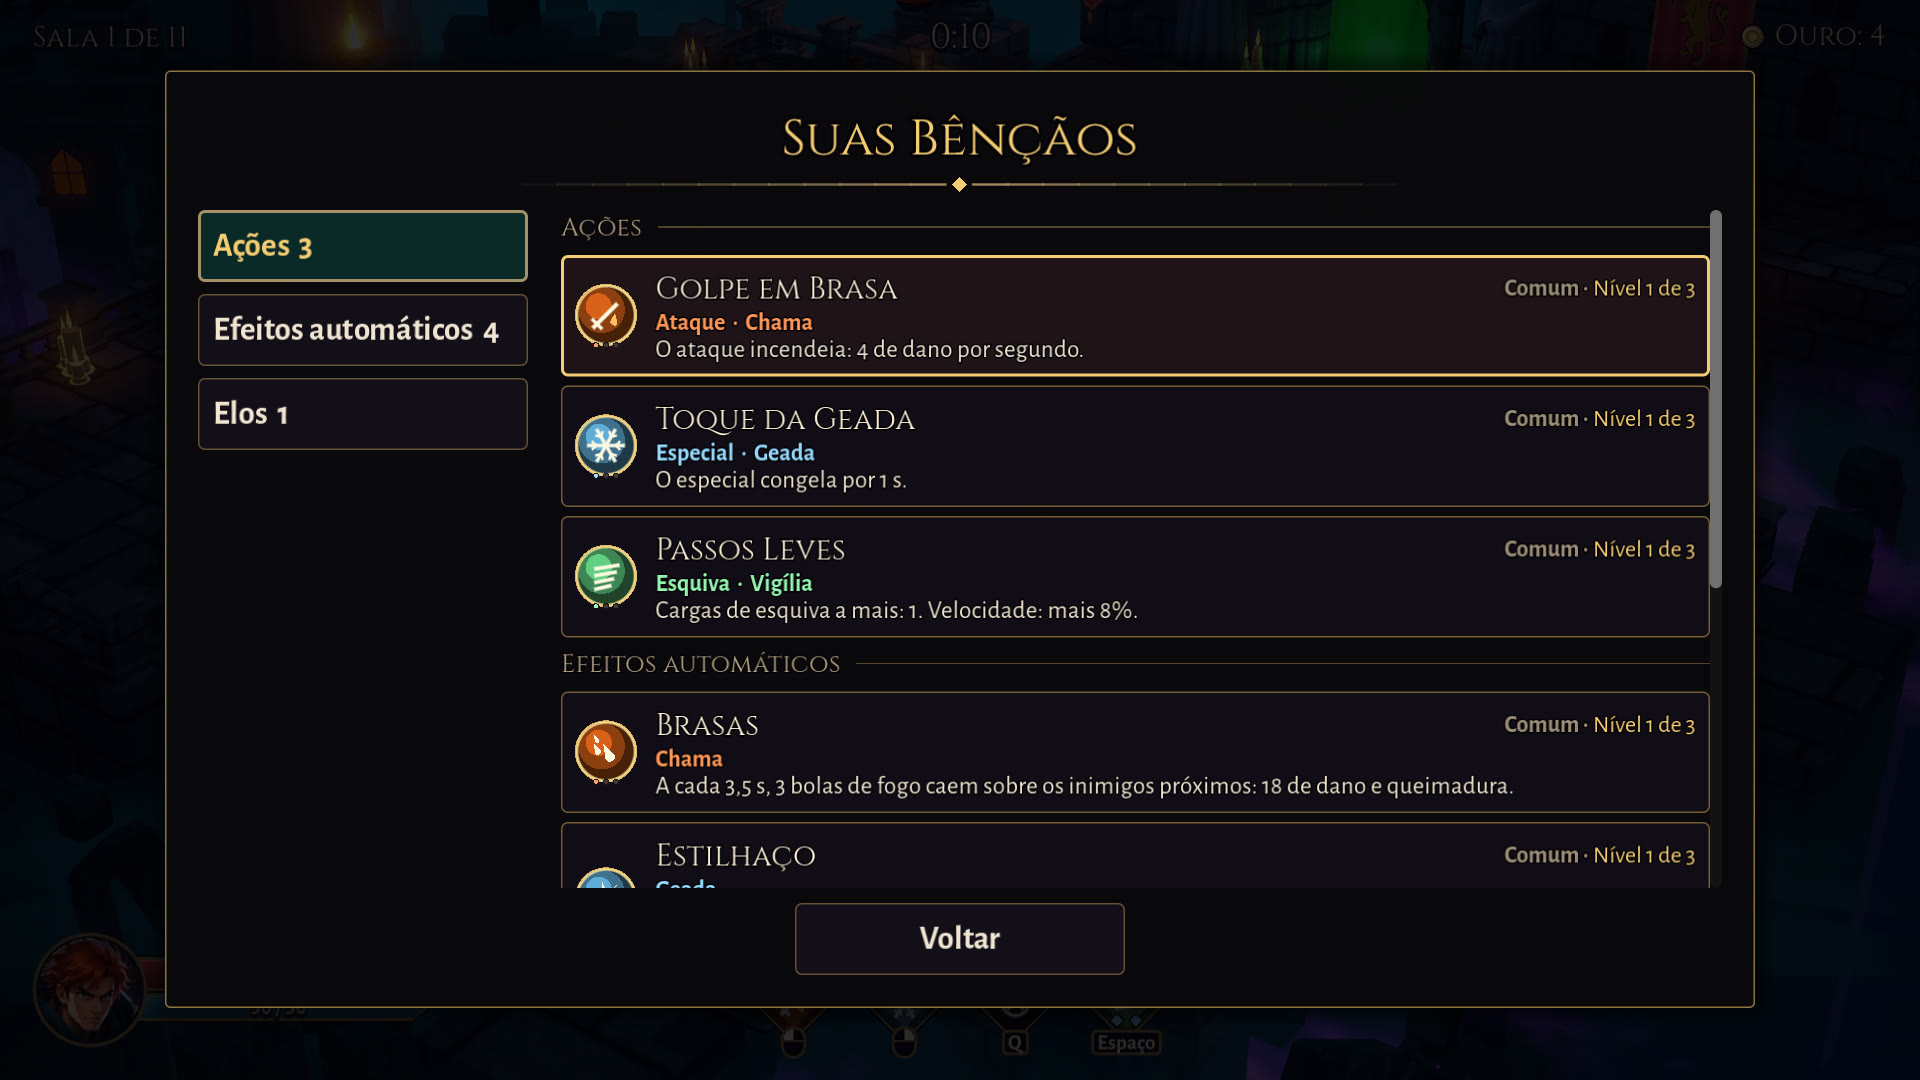 Sala 1 de 11
0:10
Ouro: 4
Suas Bênçãos
Ações 3
Efeitos automáticos 4
Elos 1
Ações
Golpe em Brasa
Comum · Nível 1 de 3
Ataque · Chama
O ataque incendeia: 4 de dano por segundo.
Toque da Geada
Comum · Nível 1 de 3
Especial · Geada
O especial congela por 1 s.
Passos Leves
Comum · Nível 1 de 3
Esquiva · Vigília
Cargas de esquiva a mais: 1. Velocidade: mais 8%.
Efeitos automáticos
Brasas
Comum · Nível 1 de 3
Chama
A cada 3,5 s, 3 bolas de fogo caem sobre os inimigos próximos: 18 de dano e queimadura.
Estilhaço
Comum · Nível 1 de 3
Geada
Voltar
Q
Espaço